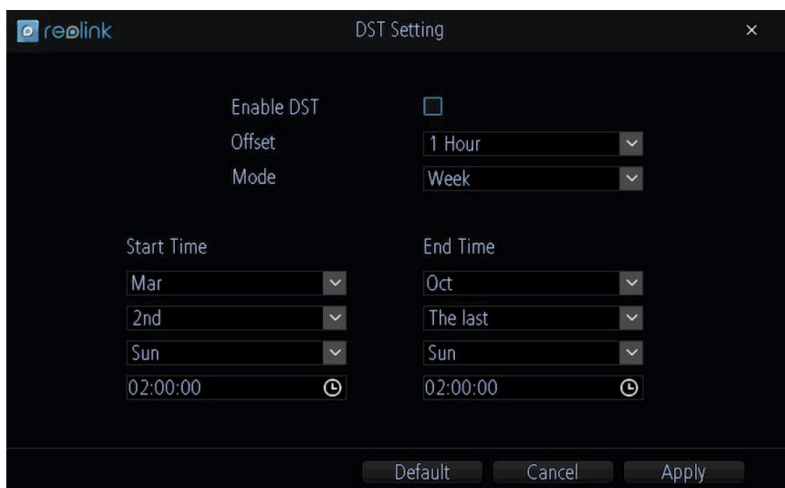 reolink DST Setting ×
Enable DST
Offset 1 Hour
Mode Week
Start Time End Time
Mar Oct
2nd The last
Sun Sun
02:00:00 02:00:00
Default Cancel Apply